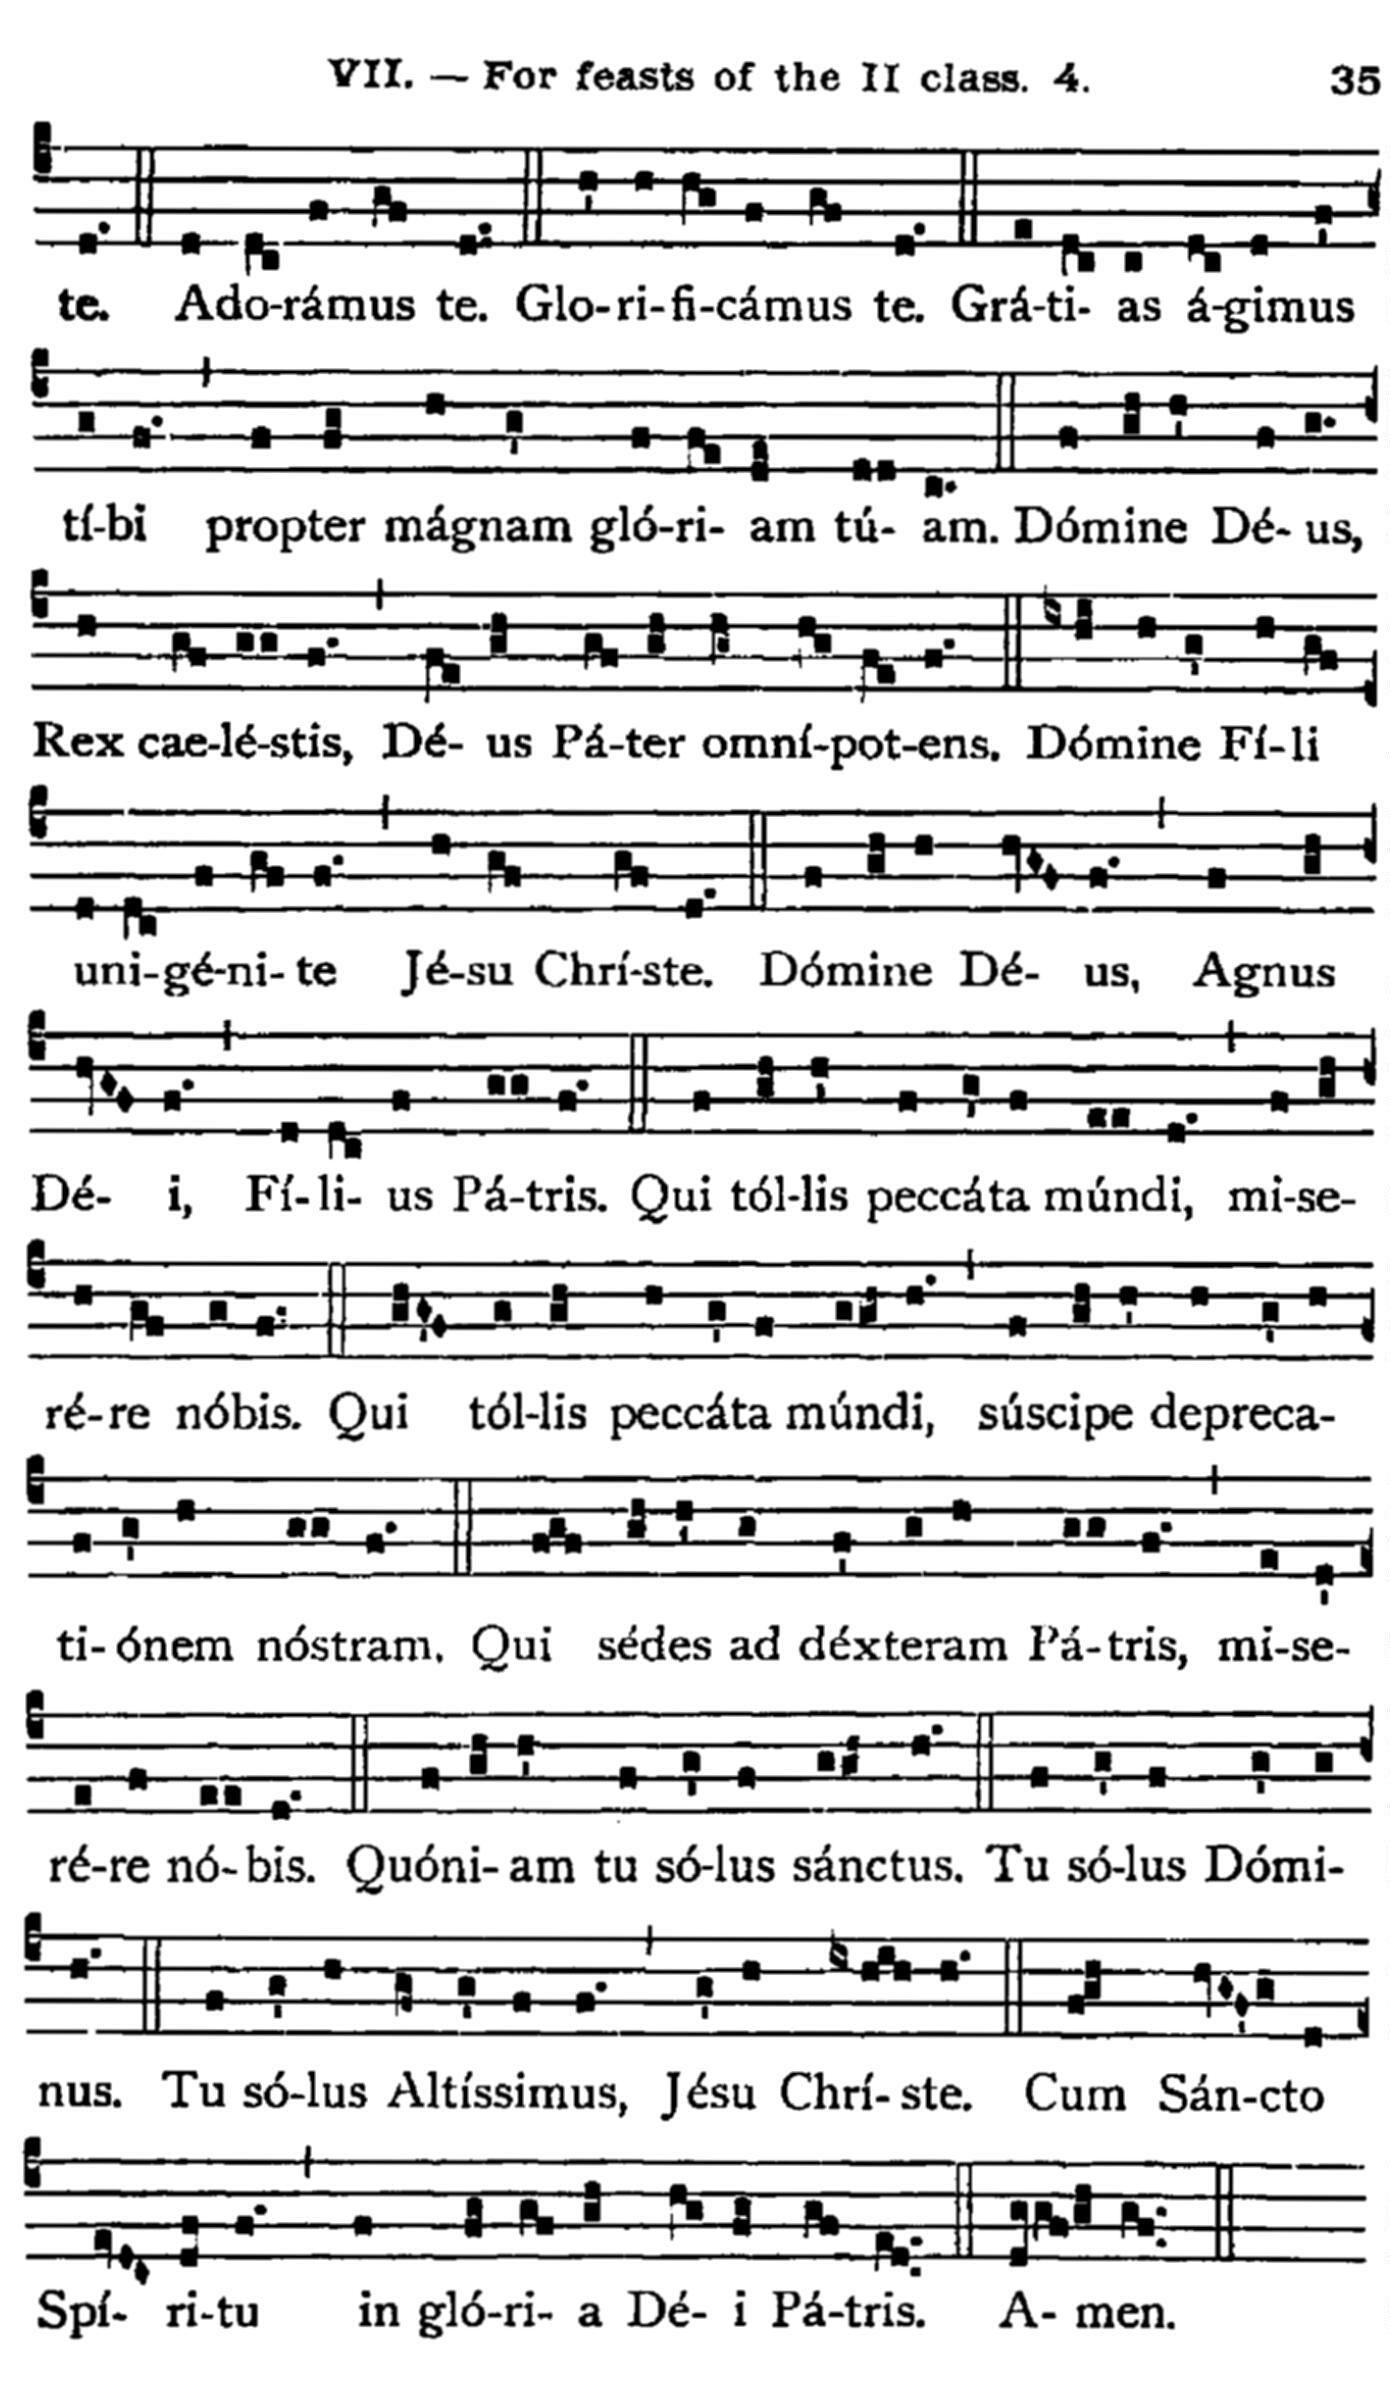 VII. — For feasts of the II class. 4. 35
te. Ado-rámus te. Glo-ri-fi-cámus te. Grá-ti- as á-gimus
tí-bi propter mágnam gló-ri- am tú- am. Dómine Dé- us,
Rex cae-lé-stis, Dé- us Pá-ter omní-pot-ens. Dómine Fí-li
uni-gé-ni- te Jé-su Chrí-ste. Dómine Dé- us, Agnus
Dé- i, Fí- li- us Pá-tris. Qui tól-lis peccáta múndi, mi-se-
ré-re nóbis. Qui tól-lis peccáta múndi, súscipe depreca-
ti- ónem nóstram. Qui sédes ad déxteram Pá-tris, mi-se-
ré-re nó-bis. Quóni- am tu só-lus sánctus. Tu só-lus Dómi-
nus. Tu só-lus Altíssimus, Jésu Chrí- ste. Cum Sán-cto
Spí- ri-tu in gló-ri- a Dé- i Pá-tris. A- men.